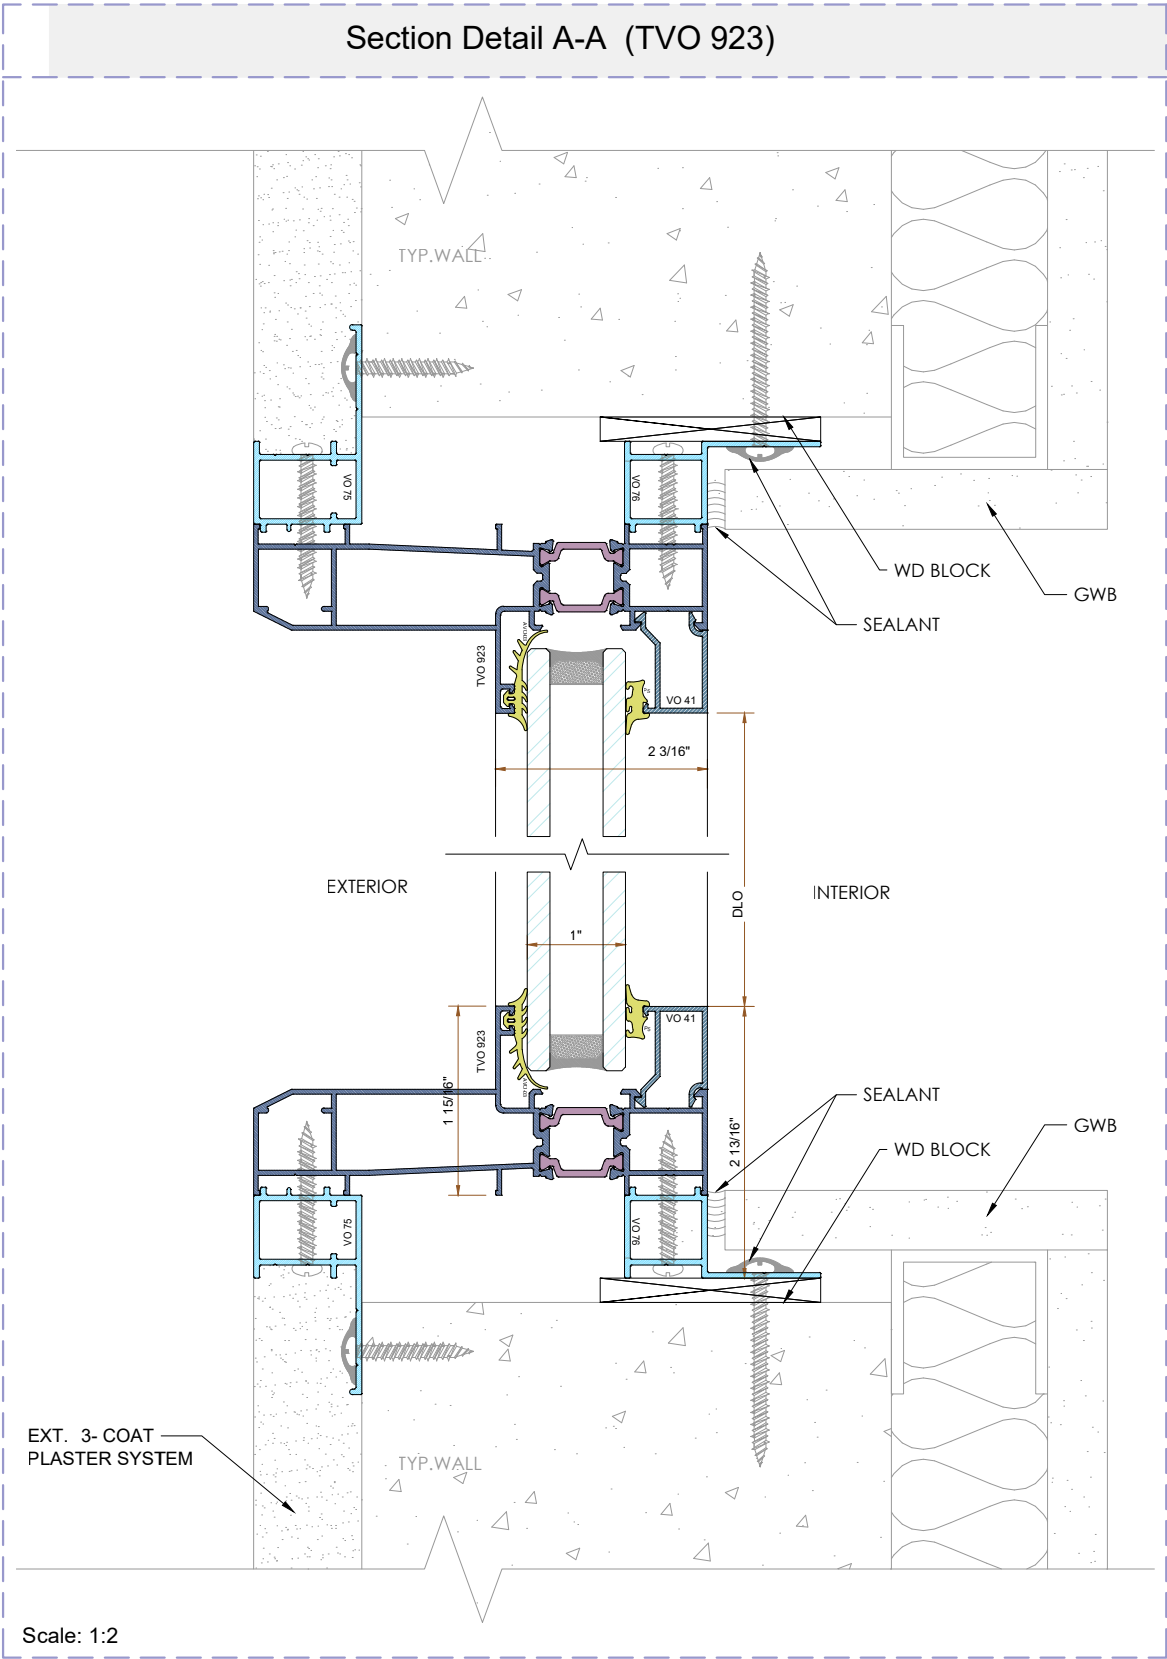 Section Detail A-A (TVO 923)
TYP.WALL
VO 75
VO 76
WD BLOCK
GWB
SEALANT
TVO 923
VO 41
2 3/16"
EXTERIOR
INTERIOR
DLO
1"
VO 41
TVO 923
1 15/16"
SEALANT
GWB
2 13/16"
WD BLOCK
VO 75
VO 76
EXT. 3- COAT
PLASTER SYSTEM
TYP.WALL
Scale: 1:2